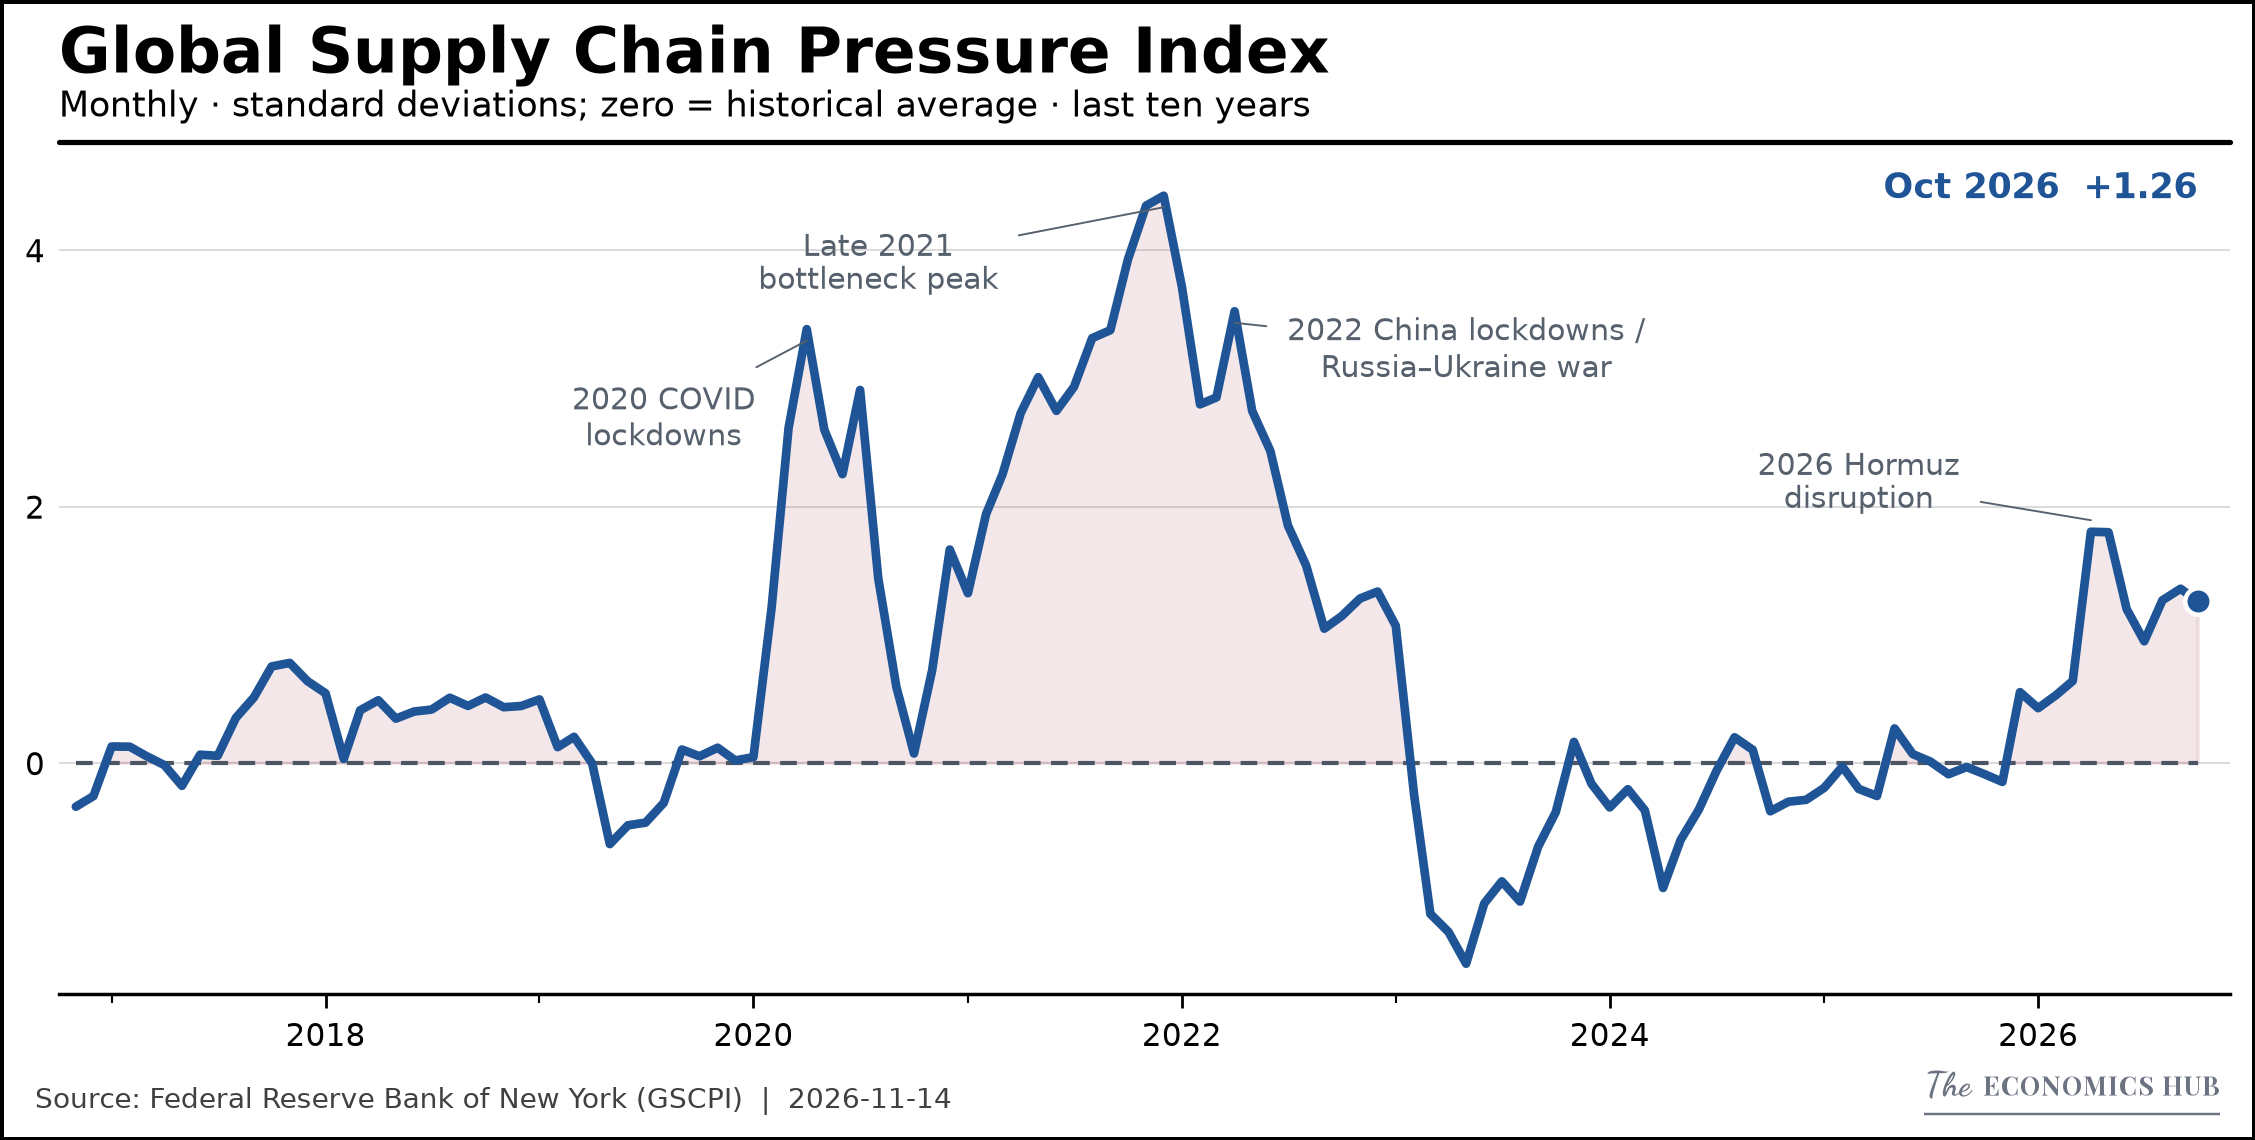 Global Supply Chain Pressure Index
Monthly · standard deviations; zero = historical average · last ten years
Oct 2026 +1.26
4
Late 2021
bottleneck peak
2022 China lockdowns /
Russia–Ukraine war
2020 COVID
lockdowns
2026 Hormuz
disruption
2
0
2018
2020
2022
2024
2026
Source: Federal Reserve Bank of New York (GSCPI) | 2026-11-14
The ECONOMICS HUB